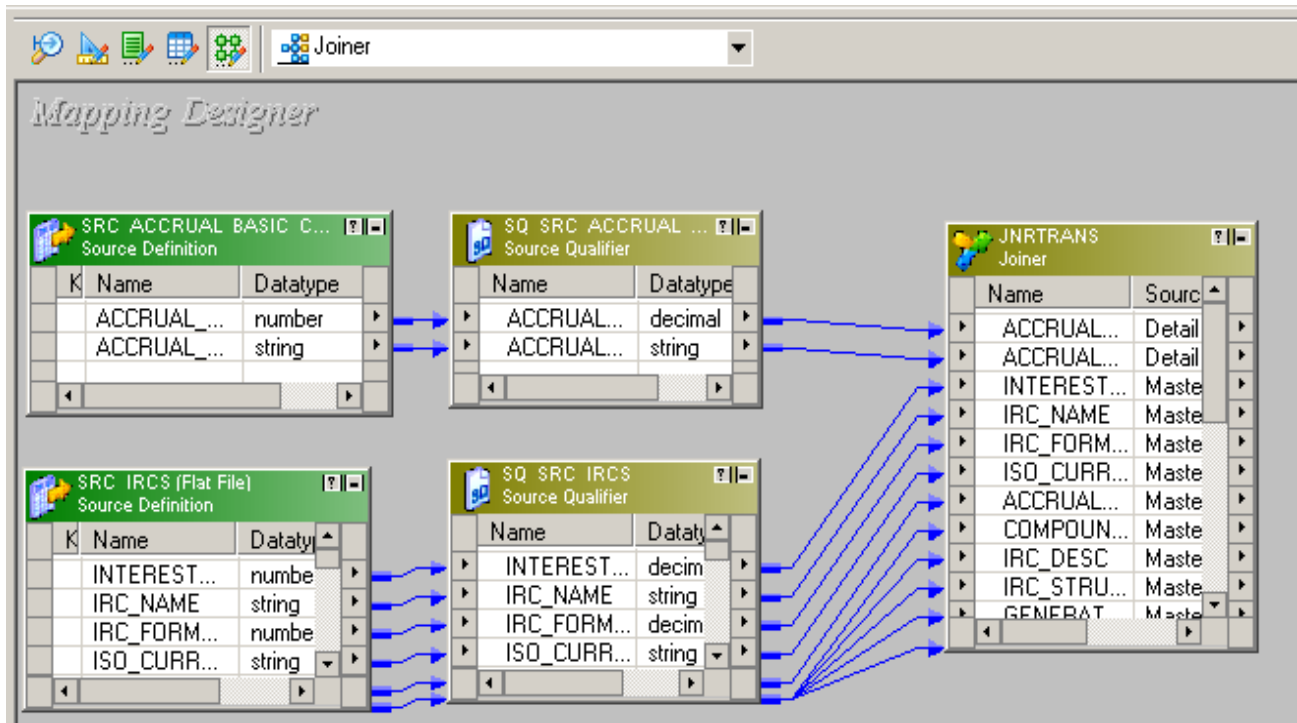 Joiner
Mapping Designer
SRC ACCRUAL BASIC C...
Source Definition
K Name Datatype
ACCRUAL_... number
ACCRUAL_... string
SQ SRC ACCRUAL ...
Source Qualifier
Name Datatype
ACCRUAL... decimal
ACCRUAL... string
JNRTRANS
Joiner
Name Sourc
ACCRUAL... Detail
ACCRUAL... Detail
INTEREST... Maste
IRC_NAME Maste
IRC_FORM... Maste
ISO_CURR... Maste
ACCRUAL... Maste
COMPOUN... Maste
IRC_DESC Maste
IRC_STRU... Maste
GENERAT Maste
SRC IRCS (Flat File)
Source Definition
K Name Dataty
INTEREST... numbe
IRC_NAME string
IRC_FORM... numbe
ISO_CURR... string
SQ SRC IRCS
Source Qualifier
Name Dataty
INTEREST... decim
IRC_NAME string
IRC_FORM... decim
ISO_CURR... string